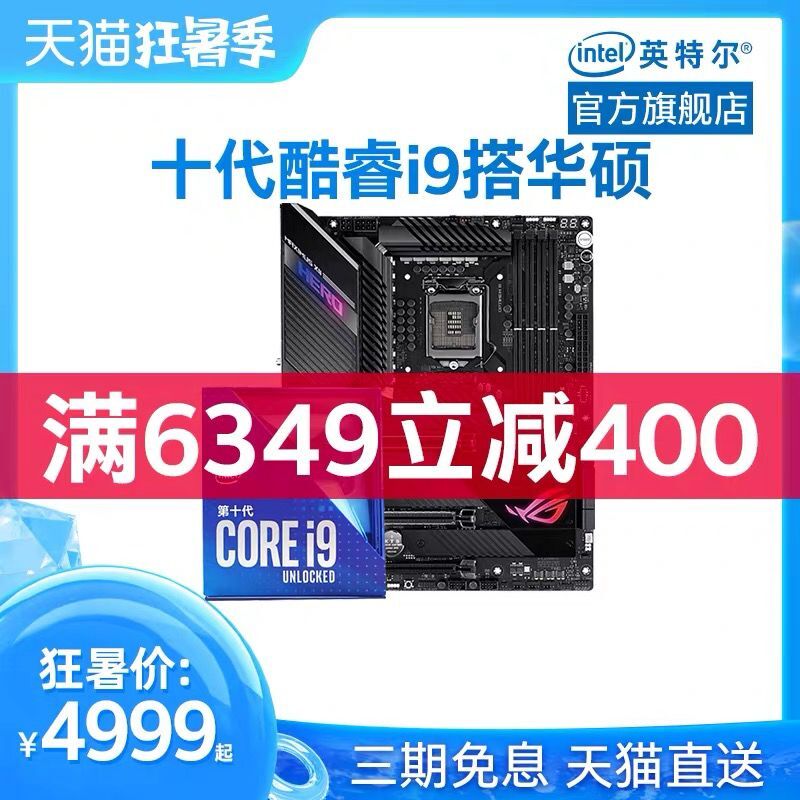 天猫狂暑季
intel 英特尔®
官方旗舰店
十代酷睿i9搭华硕
HERO
满6349立减400
第十代
CORE i9
UNLOCKED
狂暑价:
¥4999起
三期免息 天猫直送